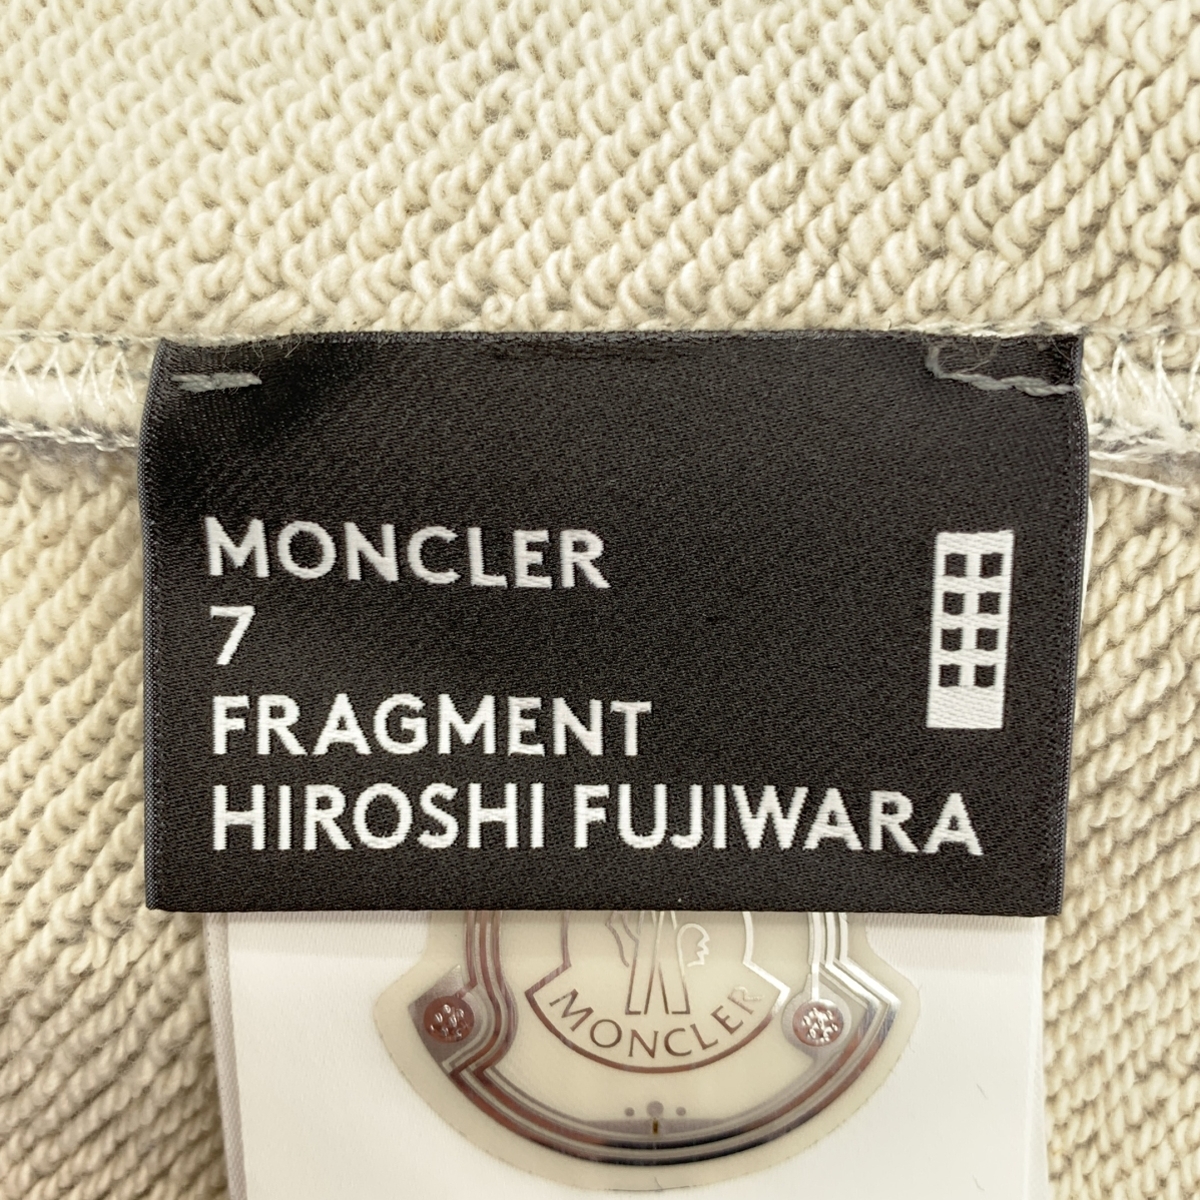 MONCLER
7
FRAGMENT
HIROSHI FUJIWARA
MONCLER